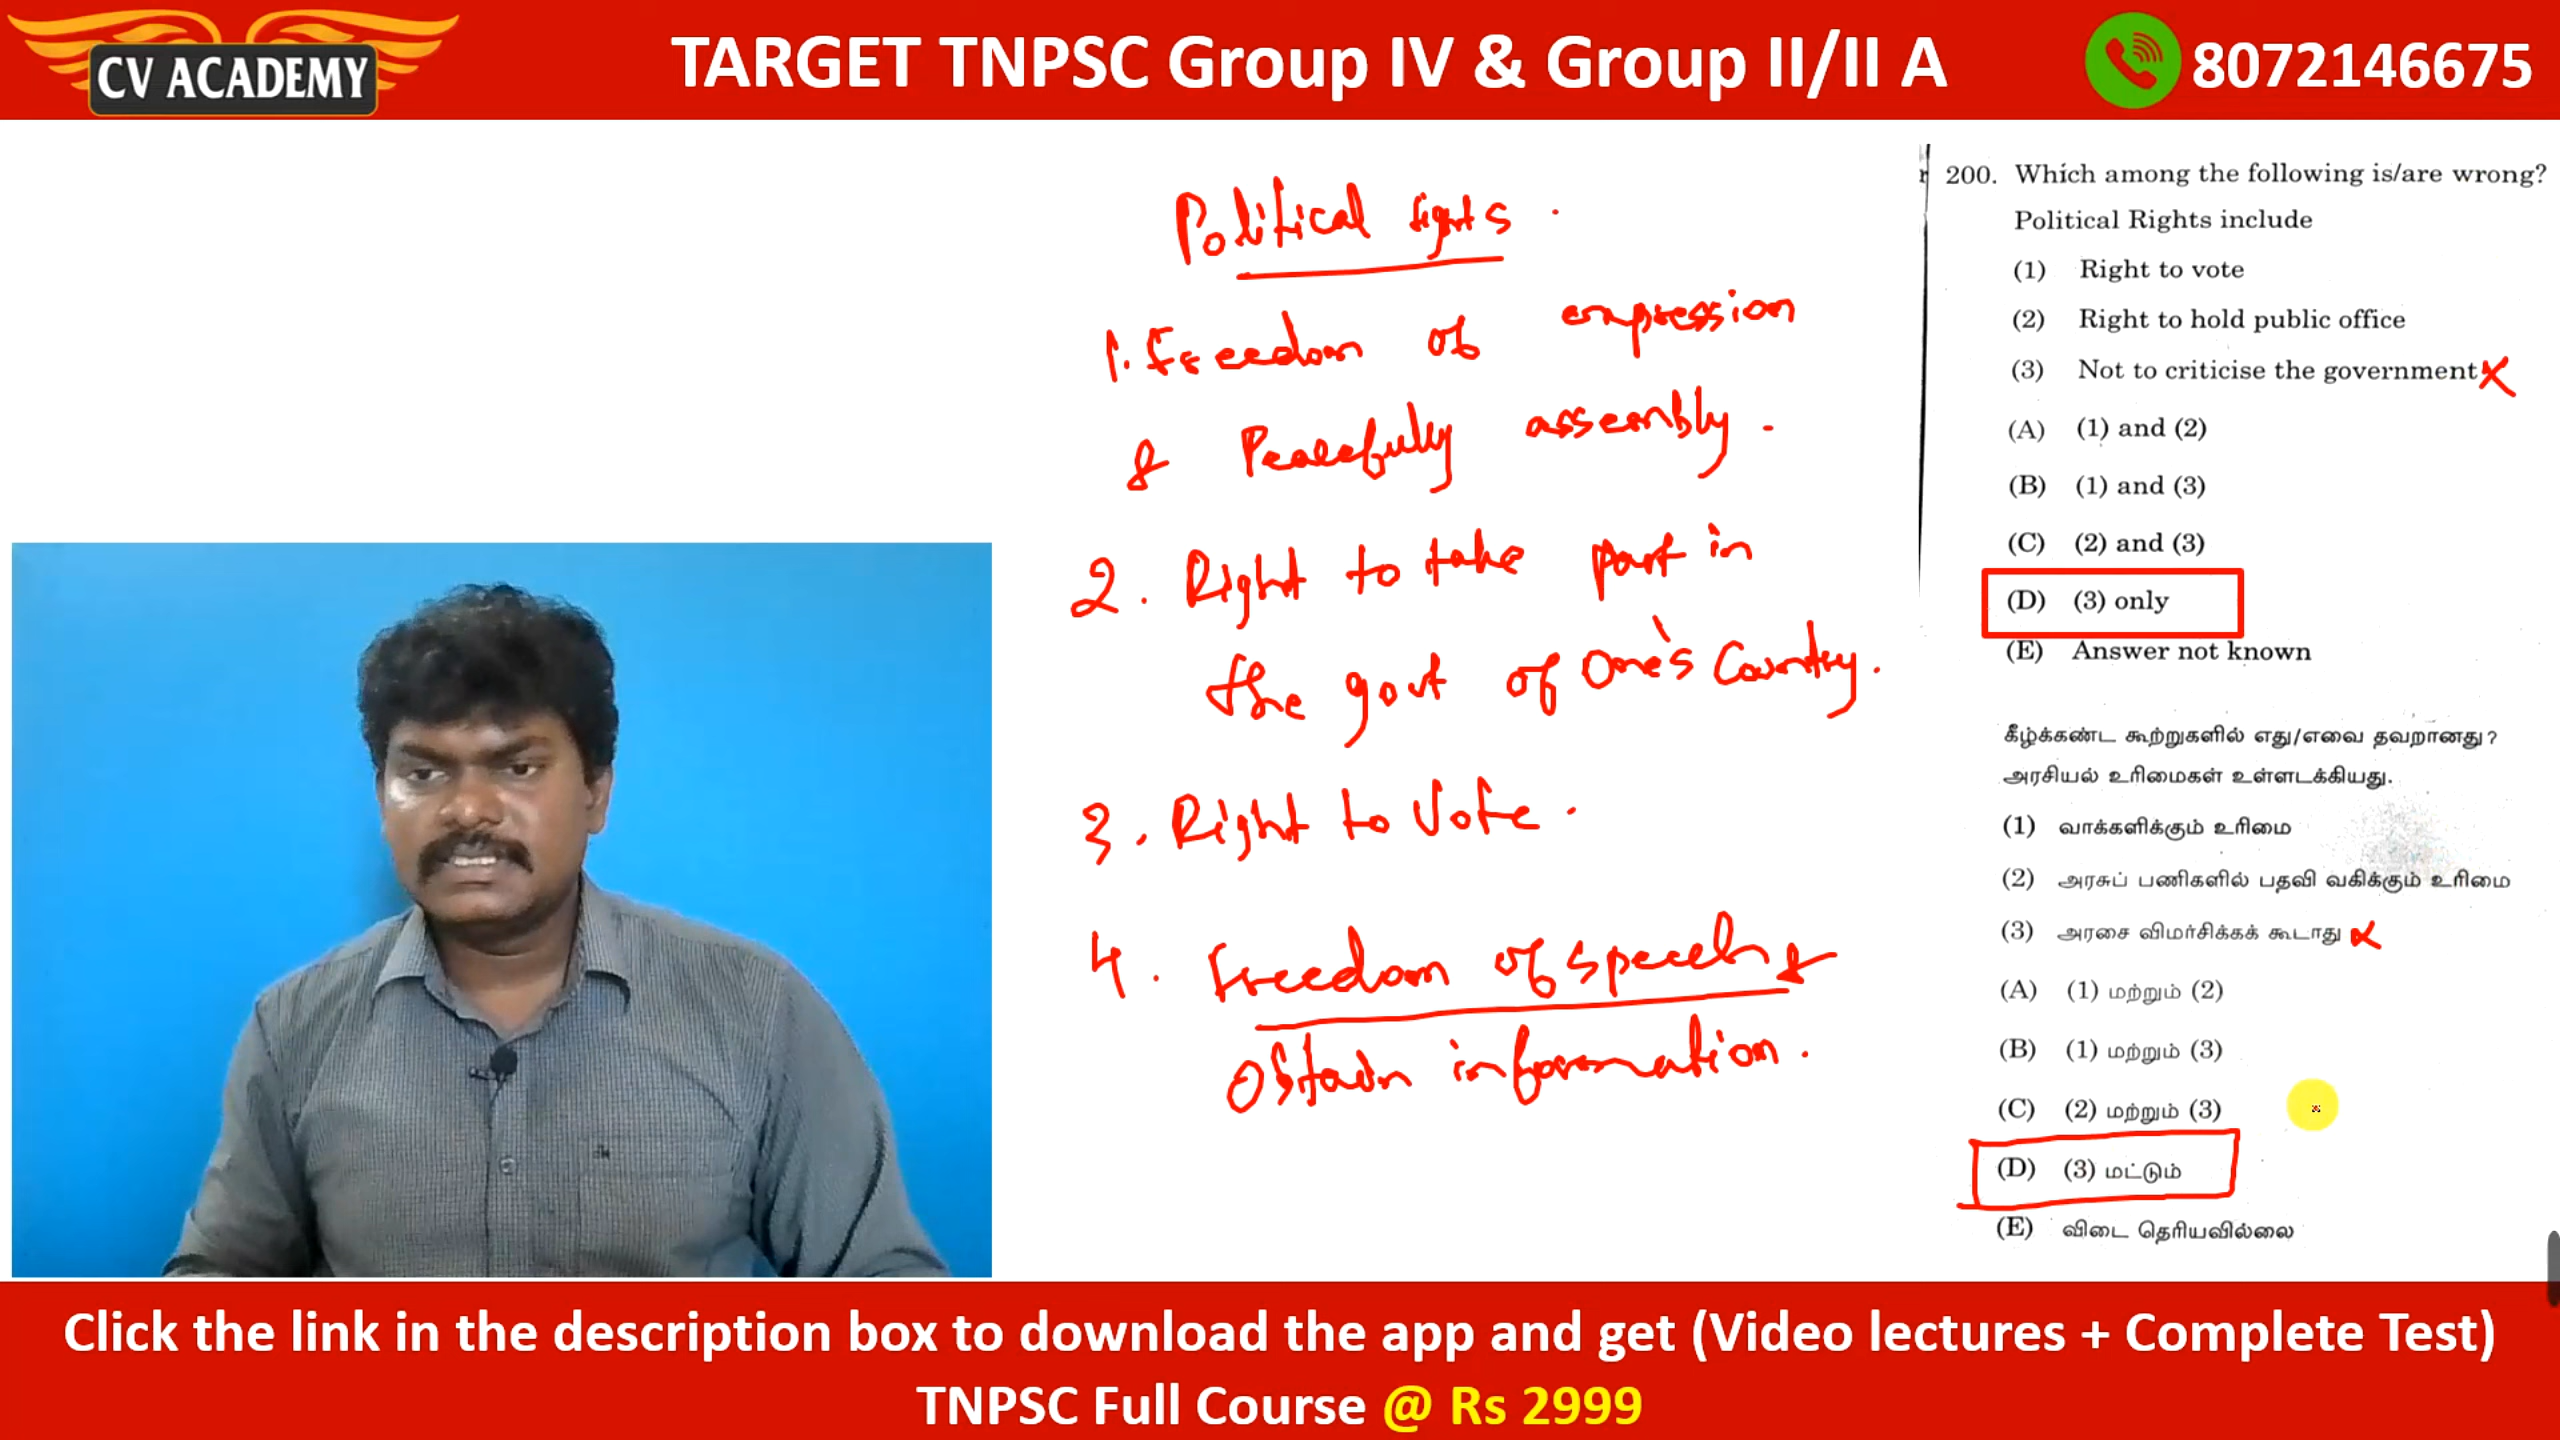 CV ACADEMY
TARGET TNPSC Group IV & Group II/II A
8072146675
Political rights.
1. Freedom of expression
& Peacefully assembly.
2. Right to take part in
the govt of One's Country.
3. Right to Vote.
4. Freedom of speech &
Obtain information.
200. Which among the following is/are wrong?
Political Rights include
(1) Right to vote
(2) Right to hold public office
(3) Not to criticise the government
(A) (1) and (2)
(B) (1) and (3)
(C) (2) and (3)
(D) (3) only
(E) Answer not known
கீழ்க்கண்ட கூற்றுகளில் எது/எவை தவறானது?
அரசியல் உரிமைகள் உள்ளடக்கியது.
(1) வாக்களிக்கும் உரிமை
(2) அரசுப் பணிகளில் பதவி வகிக்கும் உரிமை
(3) அரசை விமர்சிக்கக் கூடாது
(A) (1) மற்றும் (2)
(B) (1) மற்றும் (3)
(C) (2) மற்றும் (3)
(D) (3) மட்டும்
(E) விடை தெரியவில்லை
Click the link in the description box to download the app and get (Video lectures + Complete Test)
TNPSC Full Course @ Rs 2999